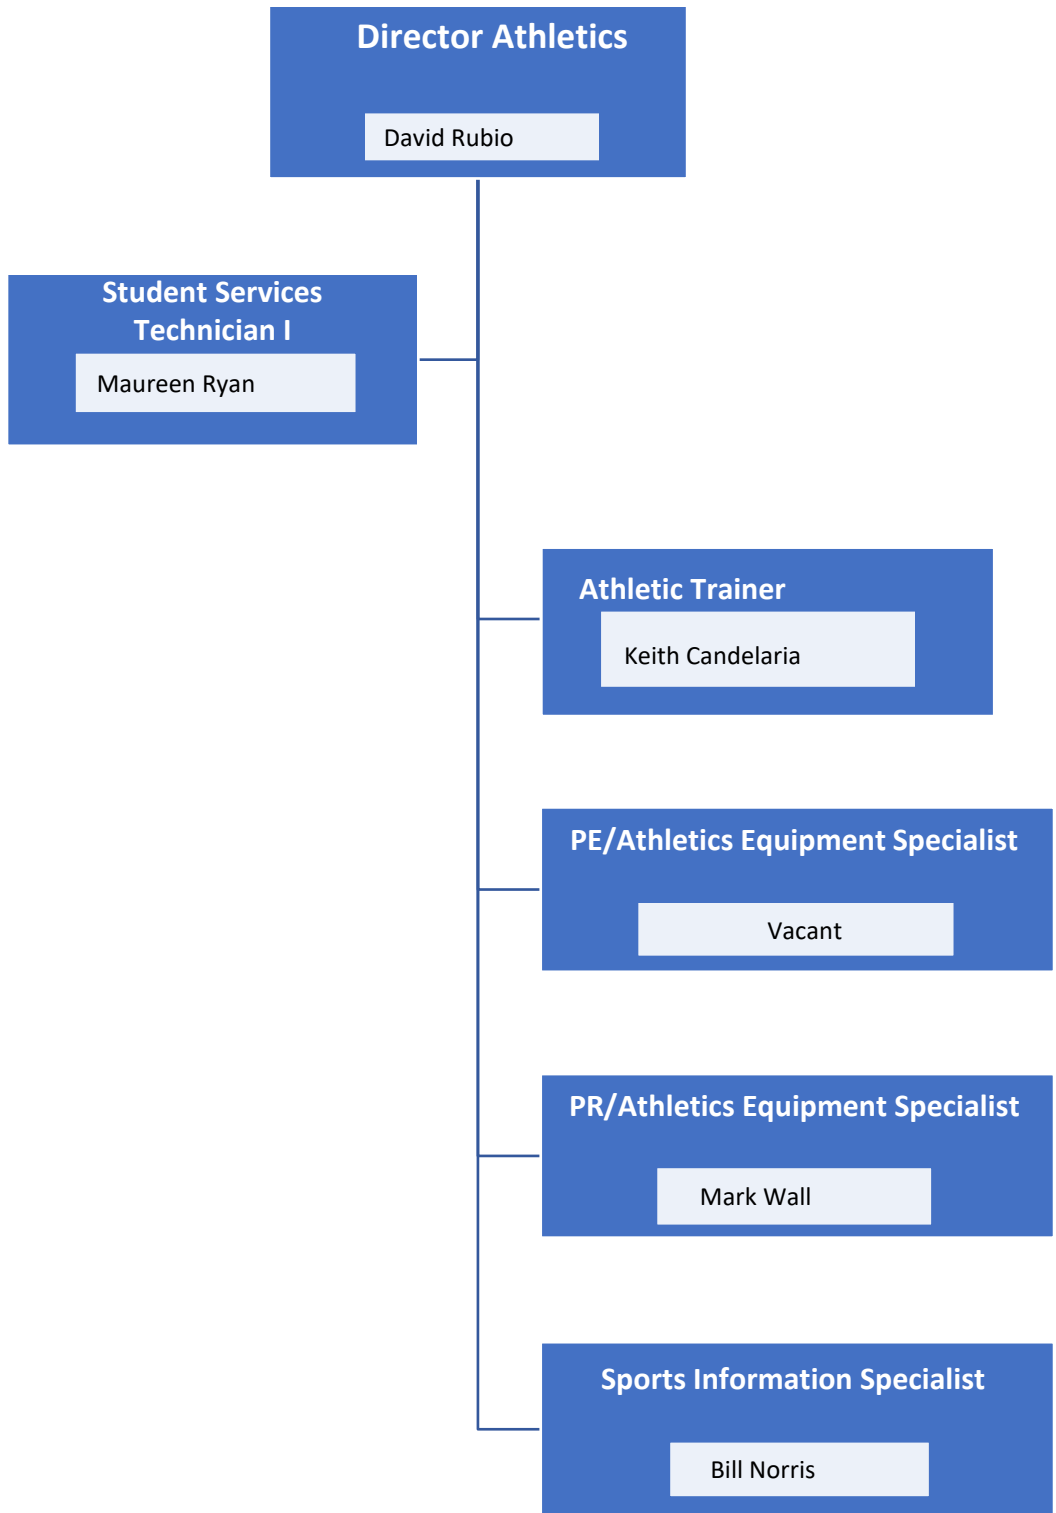 Director Athletics
David Rubio
Student Services
Technician I
Maureen Ryan
Athletic Trainer
Keith Candelaria
PE/Athletics Equipment Specialist
Vacant
PR/Athletics Equipment Specialist
Mark Wall
Sports Information Specialist
Bill Norris